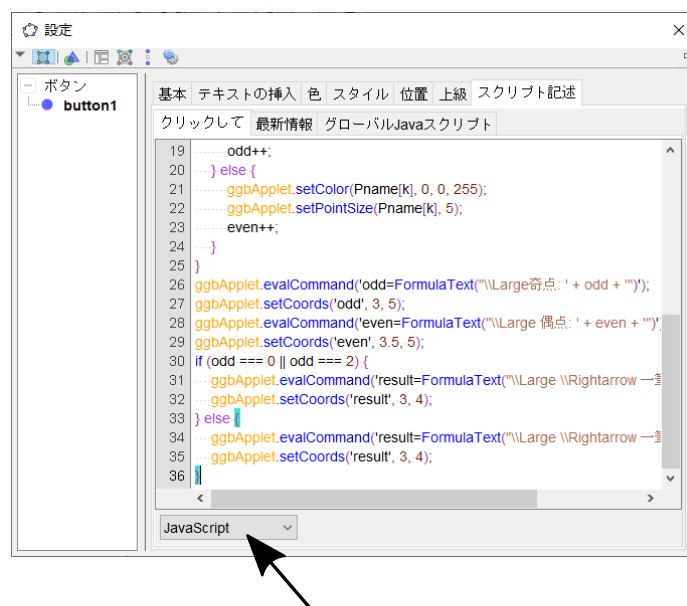 設定
ボタン
button1
基本 テキストの挿入 色 スタイル 位置 上級 スクリプト記述
クリックして 最新情報 グローバルJavaスクリプト
19 odd++;
20 } else {
21 ggbApplet.setColor(Pname[k], 0, 0, 255);
22 ggbApplet.setPointSize(Pname[k], 5);
23 even++;
24 }
25 }
26 ggbApplet.evalCommand('odd=FormulaText("\\Large奇点: ' + odd + '")');
27 ggbApplet.setCoords('odd', 3, 5);
28 ggbApplet.evalCommand('even=FormulaText("\\Large 偶点: ' + even + '")'
29 ggbApplet.setCoords('even', 3.5, 5);
30 if (odd === 0 || odd === 2) {
31 ggbApplet.evalCommand('result=FormulaText("\\Large \\Rightarrow 一
32 ggbApplet.setCoords('result', 3, 4);
33 } else {
34 ggbApplet.evalCommand('result=FormulaText("\\Large \\Rightarrow 一
35 ggbApplet.setCoords('result', 3, 4);
36 }
JavaScript